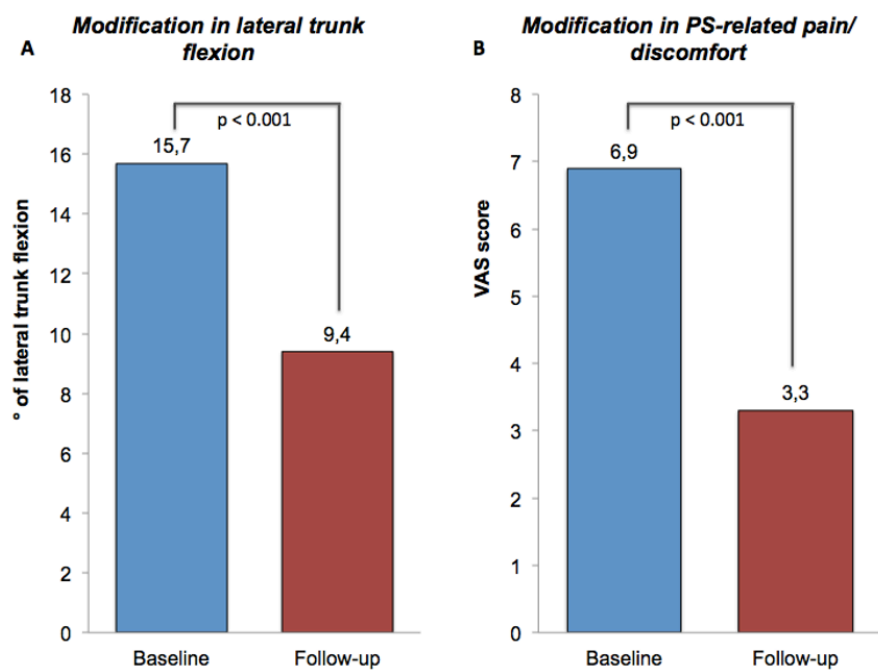 A
Modification in lateral trunk
flexion
° of lateral trunk flexion
18
16
14
12
10
8
6
4
2
0
p < 0.001
15,7
9,4
Baseline
Follow-up
B
Modification in PS-related pain/
discomfort
VAS score
8
7
6
5
4
3
2
1
0
p < 0.001
6,9
3,3
Baseline
Follow-up